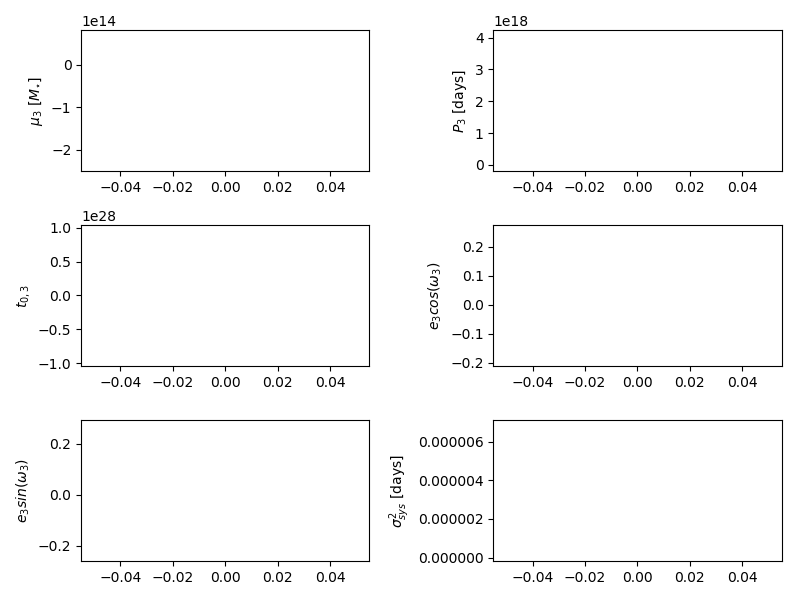 1e14
μ₃ [M⋆]
0
−1
−2
−0.04 −0.02 0.00 0.02 0.04
1e18
P₃ [days]
4
3
2
1
0
−0.04 −0.02 0.00 0.02 0.04
1e28
t₀,₃
1.0
0.5
0.0
−0.5
−1.0
−0.04 −0.02 0.00 0.02 0.04
e₃cos(ω₃)
0.2
0.1
0.0
−0.1
−0.2
−0.04 −0.02 0.00 0.02 0.04
e₃sin(ω₃)
0.2
0.0
−0.2
−0.04 −0.02 0.00 0.02 0.04
σ²sys [days]
0.000006
0.000004
0.000002
0.000000
−0.04 −0.02 0.00 0.02 0.04